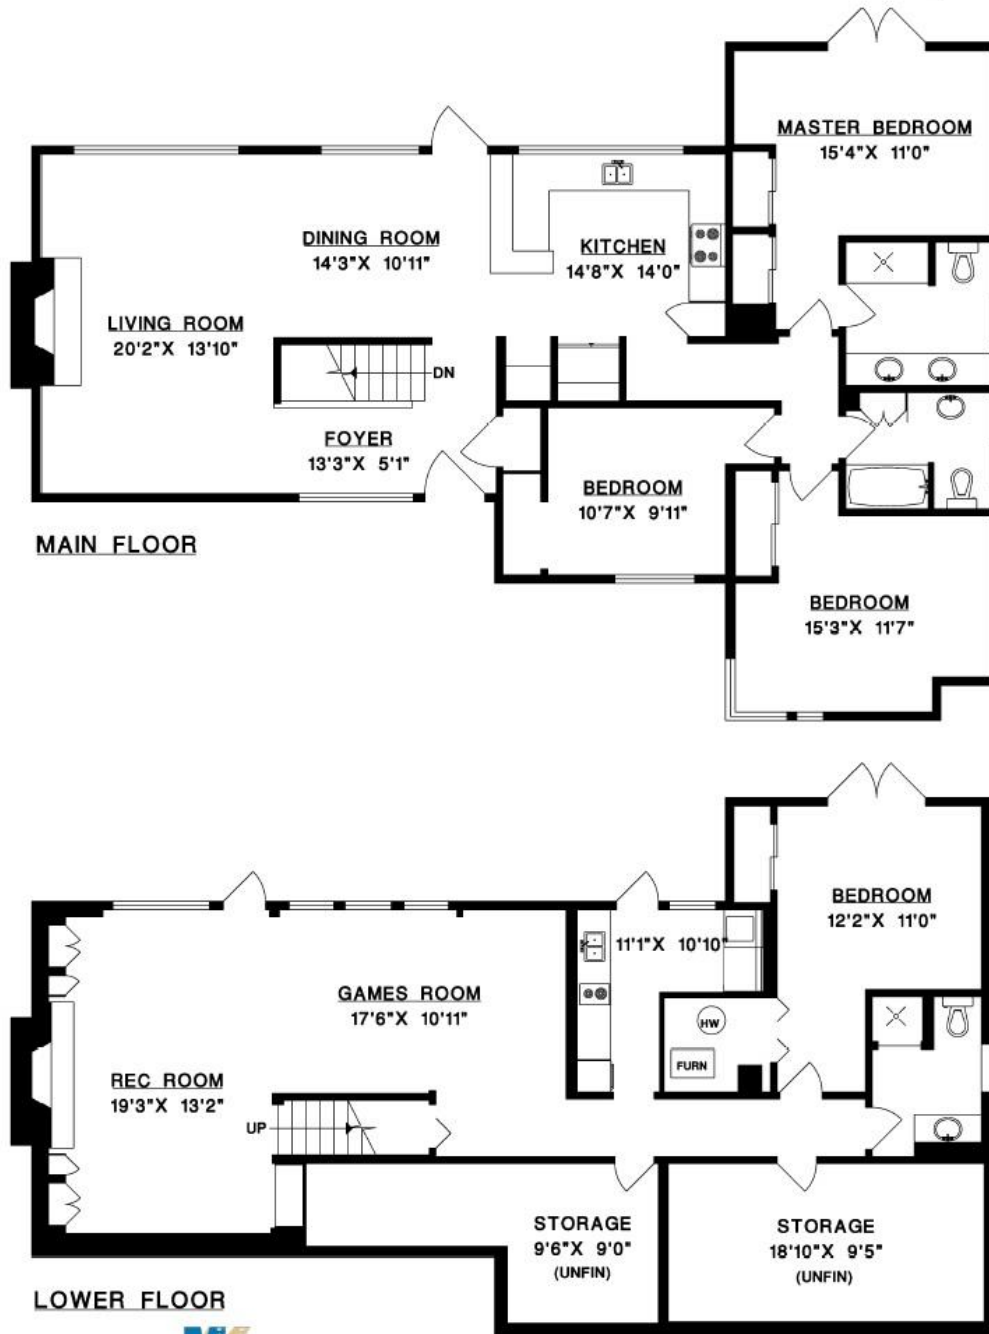 MASTER BEDROOM
15'4"X 11'0"
DINING ROOM
14'3"X 10'11"
KITCHEN
14'8"X 14'0"
LIVING ROOM
20'2"X 13'10"
DN
FOYER
13'3"X 5'1"
BEDROOM
10'7"X 9'11"
MAIN FLOOR
BEDROOM
15'3"X 11'7"
BEDROOM
12'2"X 11'0"
11'1"X 10'10"
GAMES ROOM
17'6"X 10'11"
HW
FURN
REC ROOM
19'3"X 13'2"
UP
STORAGE
9'6"X 9'0"
(UNFIN)
STORAGE
18'10"X 9'5"
(UNFIN)
LOWER FLOOR